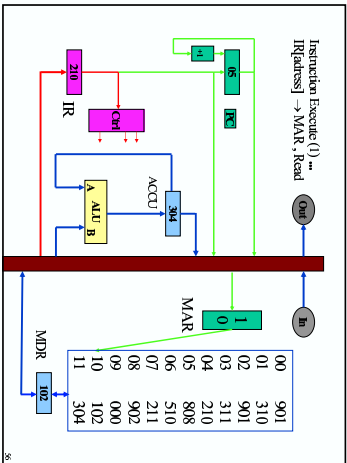 Instruction Execute (1) ...
IR[adress] → MAR , Read
+1
05
PC
210
IR
Ctrl
ACCU
304
A
ALU
B
Out
In
MAR
1
0
00 901
01 310
02 901
03 311
04 210
05 808
06 510
07 211
08 902
09 000
10 102
11 304
MDR
102
56